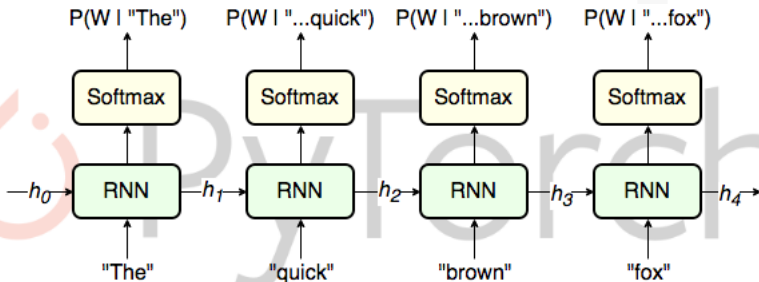 P(W | "The") P(W | "...quick") P(W | "...brown") P(W | "...fox")
Softmax Softmax Softmax Softmax
h0 RNN h1 RNN h2 RNN h3 RNN h4
PyTorch
"The" "quick" "brown" "fox"